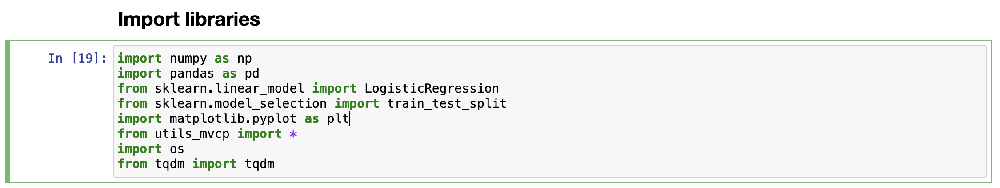 Import libraries
In [19]:
import numpy as np
import pandas as pd
from sklearn.linear_model import LogisticRegression
from sklearn.model_selection import train_test_split
import matplotlib.pyplot as plt
from utils_mvcp import *
import os
from tqdm import tqdm